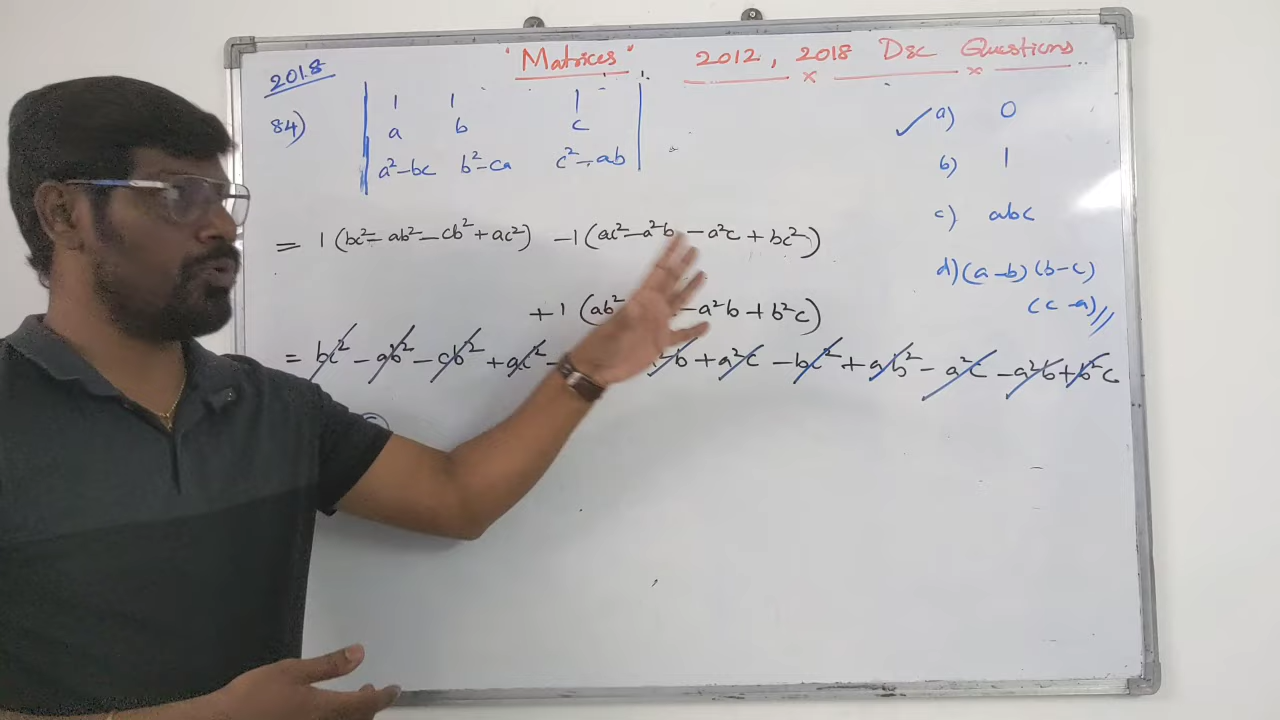 "Matrices" 2012, 2018 Dsc Questions
2018
84) | 1 1 1 |
| a b c |
| a²-bc b²-ca c²-ab |
a) 0
b) 1
c) abc
d) (a-b) (b-c)
(c-a)
= 1 (bc²- ab² - cb² + ac²) -1 (ac² - a²b - a²c + bc²)
+ 1 (ab² - a²b + b²c)
= bc² - ab² - cb² + ac² - b + a²c - bc² + ab² - a²c - a²b + b²c